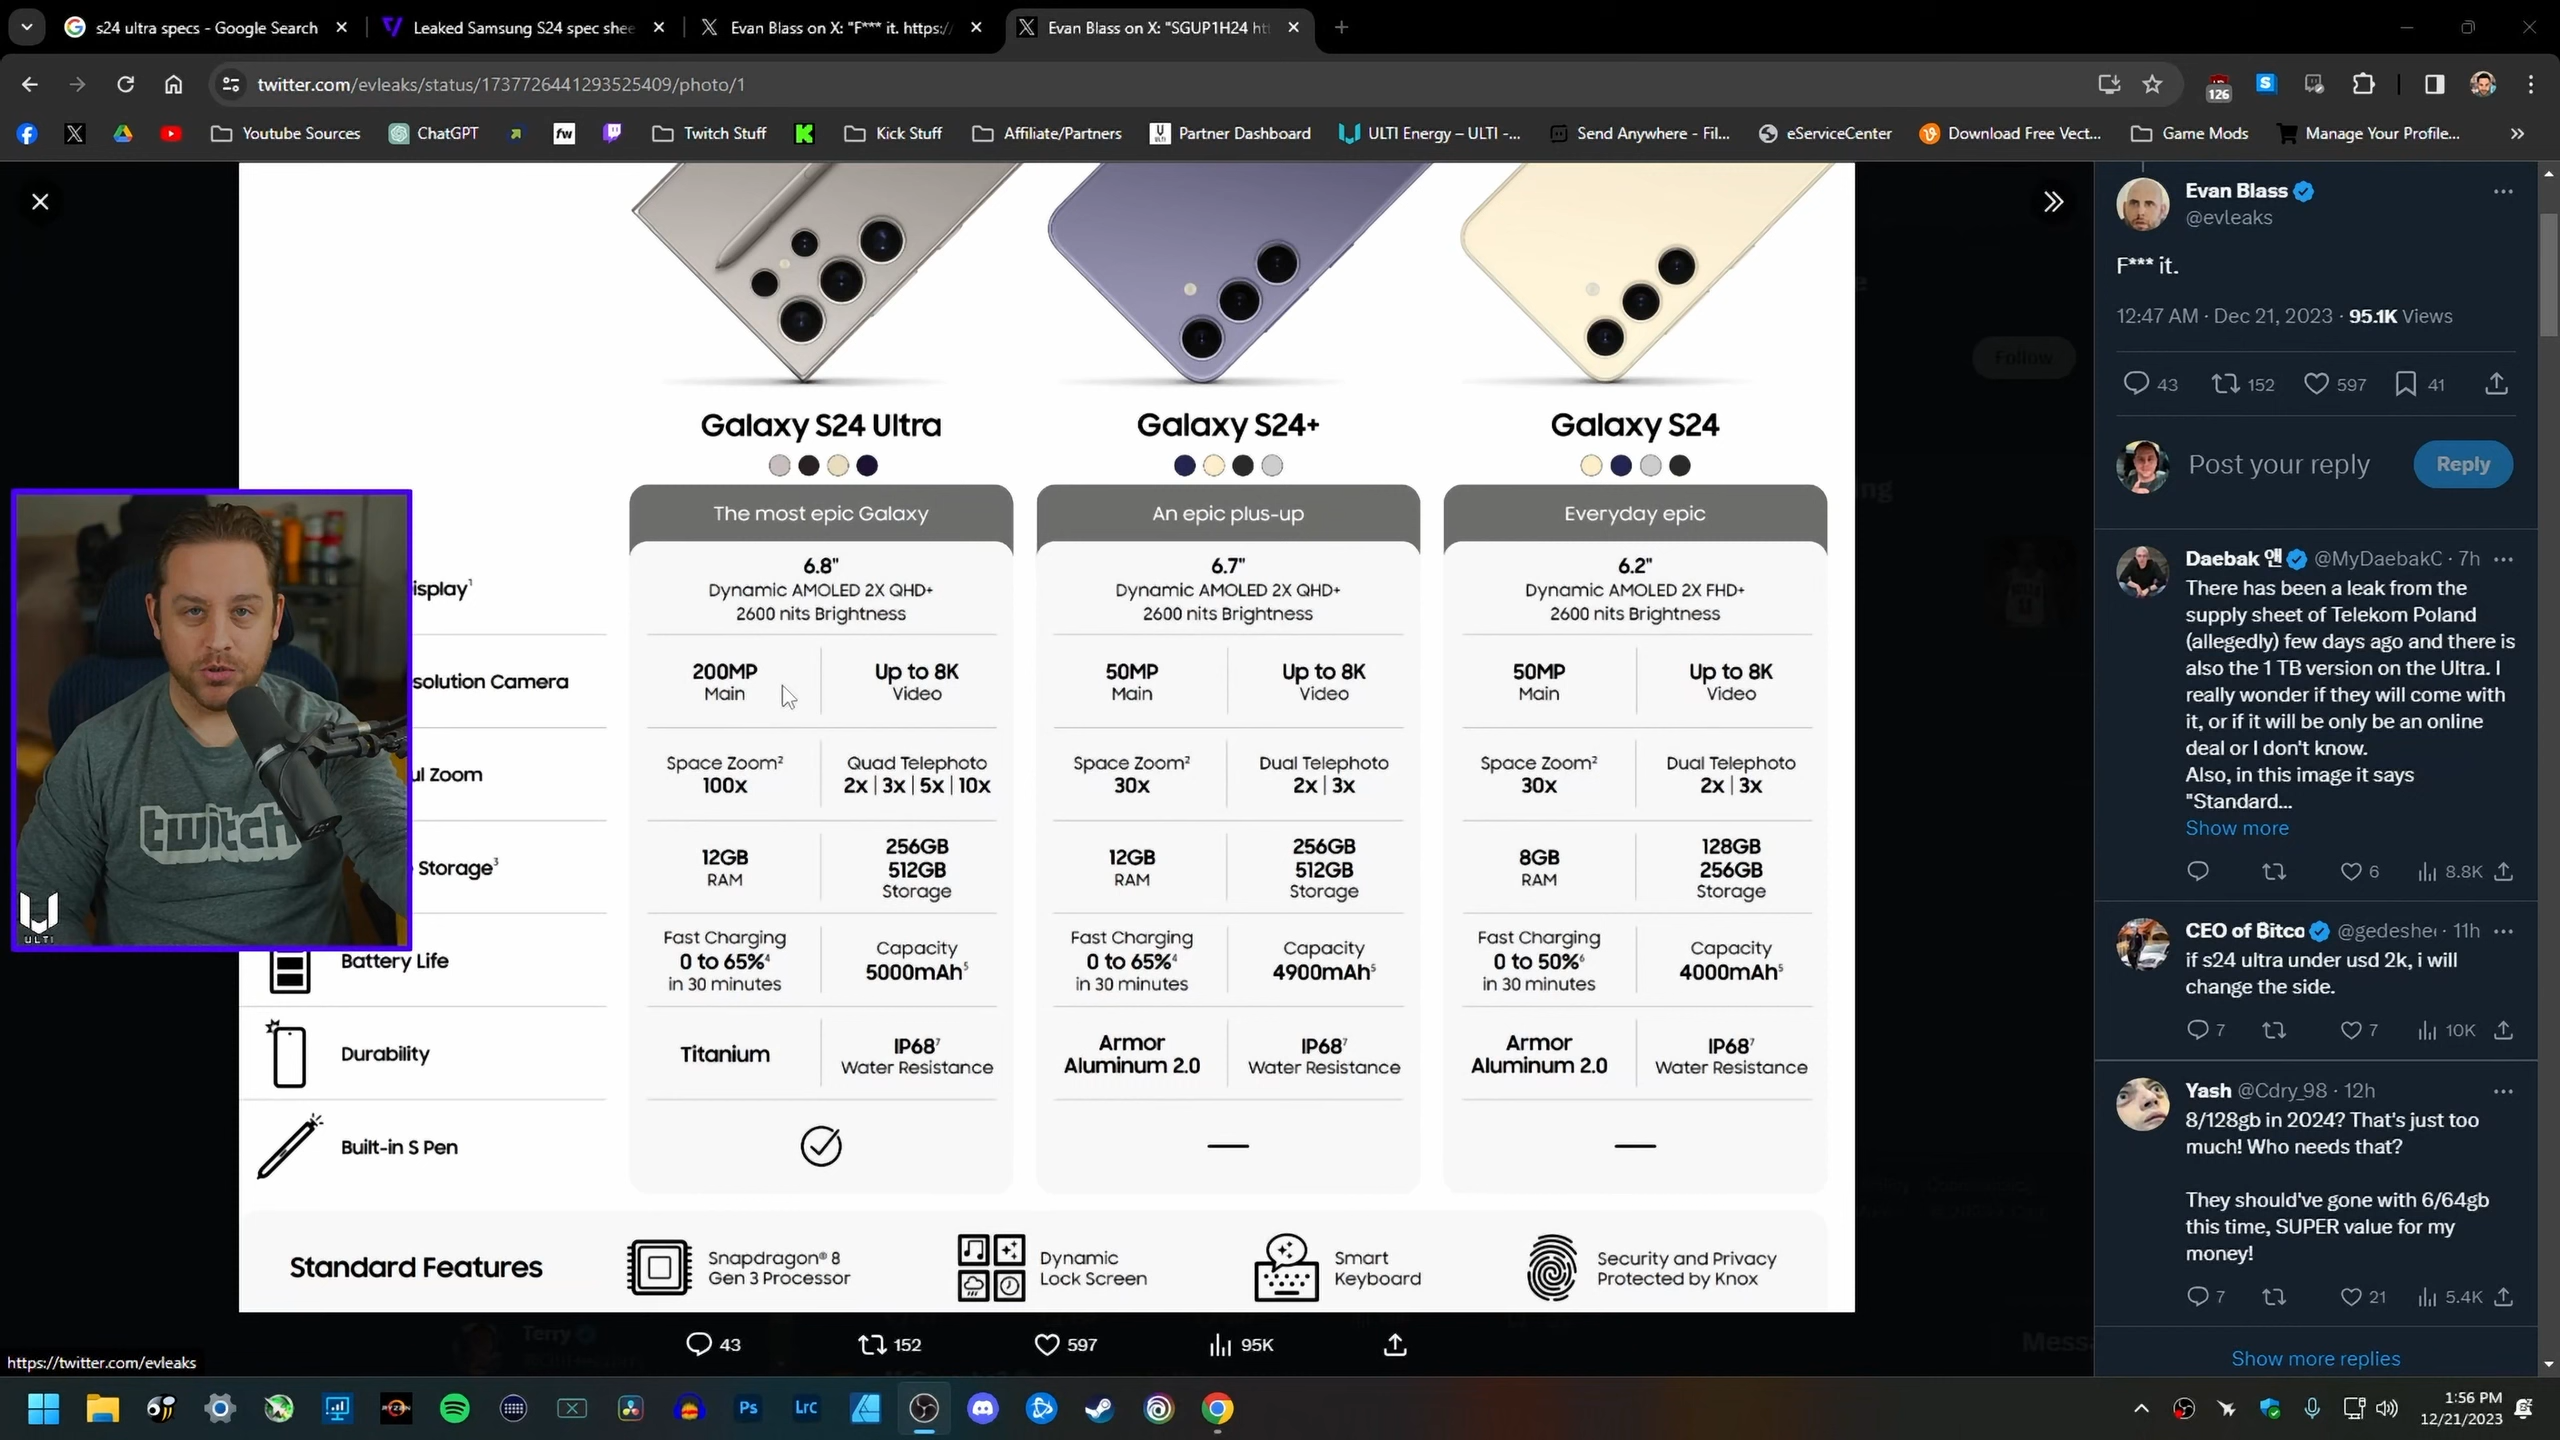 s24 ultra specs - Google Search
Leaked Samsung S24 spec shee
Evan Blass on X: "F*** it. https:/
Evan Blass on X: "SGUP1H24 ht
twitter.com/evleaks/status/1737726441293525409/photo/1
126
Youtube Sources
ChatGPT
fw
Twitch Stuff
Kick Stuff
Affiliate/Partners
Partner Dashboard
ULTI Energy – ULTI -...
Send Anywhere - Fil...
eServiceCenter
Download Free Vect...
Game Mods
Manage Your Profile...
Galaxy S24 Ultra
Galaxy S24+
Galaxy S24
The most epic Galaxy
An epic plus-up
Everyday epic
isplay¹
6.8"
Dynamic AMOLED 2X QHD+
2600 nits Brightness
6.7"
Dynamic AMOLED 2X QHD+
2600 nits Brightness
6.2"
Dynamic AMOLED 2X FHD+
2600 nits Brightness
solution Camera
200MP
Main
Up to 8K
Video
50MP
Main
Up to 8K
Video
50MP
Main
Up to 8K
Video
ul Zoom
Space Zoom²
100x
Quad Telephoto
2x | 3x | 5x | 10x
Space Zoom²
30x
Dual Telephoto
2x | 3x
Space Zoom²
30x
Dual Telephoto
2x | 3x
Storage³
12GB
RAM
256GB
512GB
Storage
12GB
RAM
256GB
512GB
Storage
8GB
RAM
128GB
256GB
Storage
Battery Life
Fast Charging
0 to 65%⁴
in 30 minutes
Capacity
5000mAh⁵
Fast Charging
0 to 65%⁴
in 30 minutes
Capacity
4900mAh⁵
Fast Charging
0 to 50%⁶
in 30 minutes
Capacity
4000mAh⁵
Durability
Titanium
IP68⁷
Water Resistance
Armor
Aluminum 2.0
IP68⁷
Water Resistance
Armor
Aluminum 2.0
IP68⁷
Water Resistance
Built-in S Pen
Standard Features
Snapdragon® 8
Gen 3 Processor
Dynamic
Lock Screen
Smart
Keyboard
Security and Privacy
Protected by Knox
twitch
ULTI
43
152
597
95K
Terry
https://twitter.com/evleaks
Follow
Evan Blass
@evleaks
F*** it.
12:47 AM · Dec 21, 2023 · 95.1K Views
43
152
597
41
Post your reply
Reply
Daebak 앤 @MyDaebakC · 7h
There has been a leak from the
supply sheet of Telekom Poland
(allegedly) few days ago and there is
also the 1 TB version on the Ultra. I
really wonder if they will come with
it, or if it will be only be an online
deal or I don't know.
Also, in this image it says
"Standard...
Show more
6
8.8K
CEO of ₿itco @gedeshe · 11h
if s24 ultra under usd 2k, i will
change the side.
7
7
10K
Yash @Cdry_98 · 12h
8/128gb in 2024? That's just too
much! Who needs that?
They should've gone with 6/64gb
this time, SUPER value for my
money!
7
21
5.4K
Show more replies
Mess
RYZEN
Ps
LrC
1:56 PM
12/21/2023